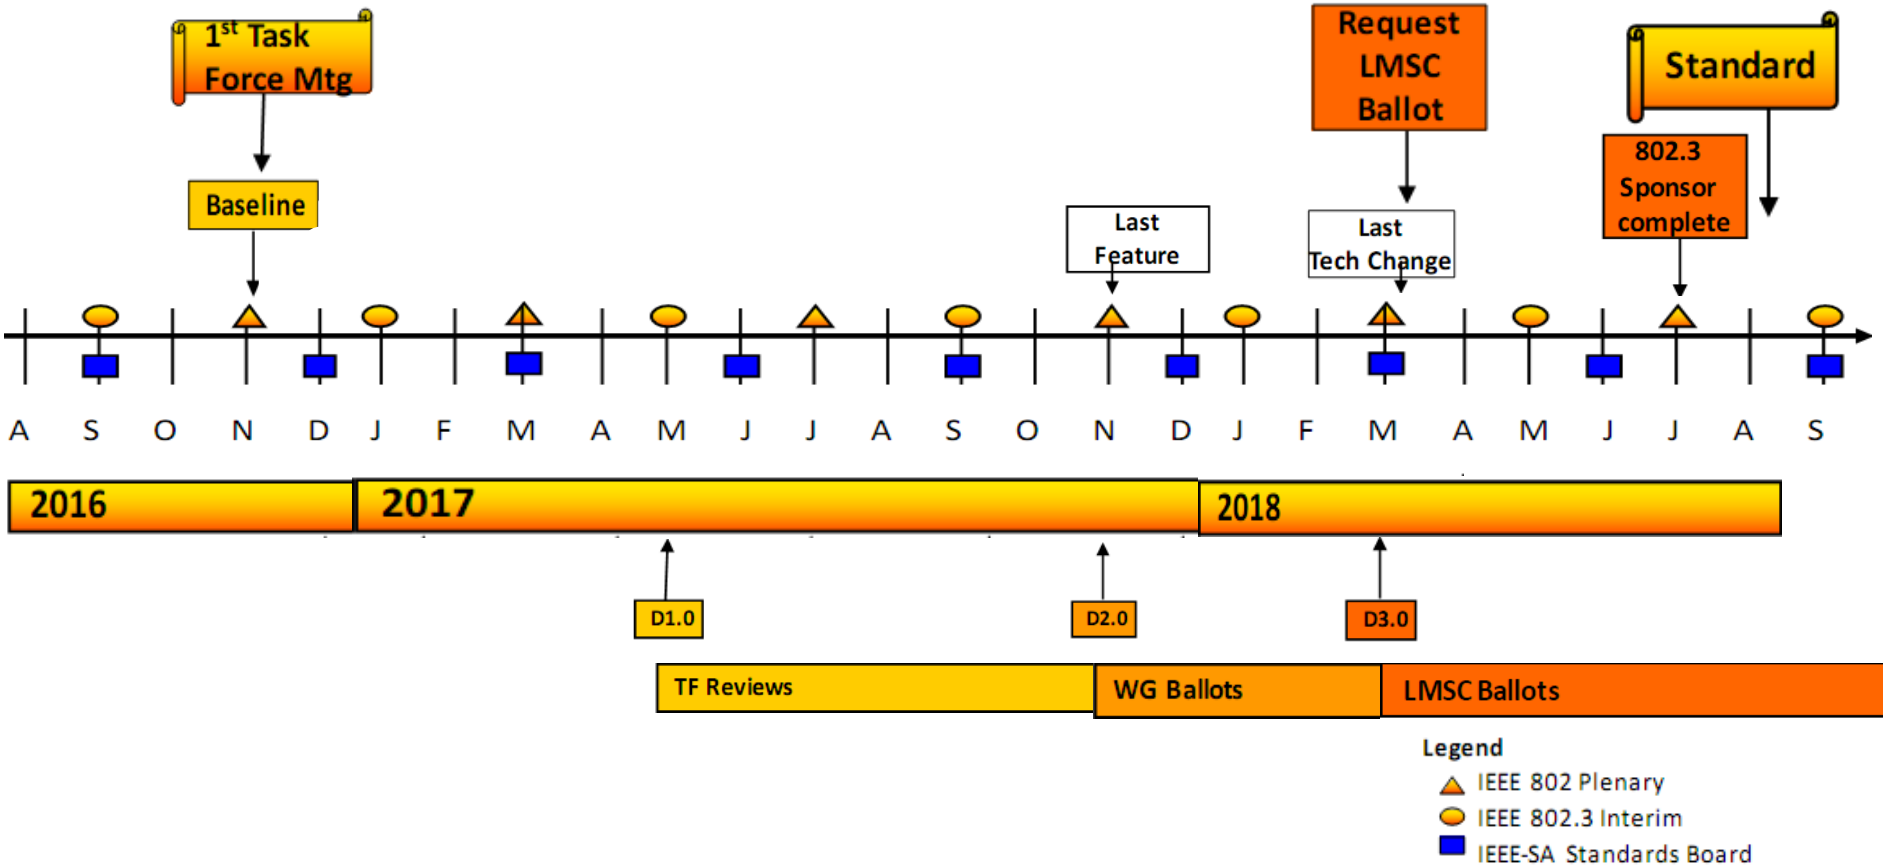 1st Task
Force Mtg
Request
LMSC
Ballot
Standard
802.3
Sponsor
complete
Baseline
Last
Feature
Last
Tech Change
A S O N D J F M A M J J A S O N D J F M A M J J A S
2016 2017 2018
D1.0 D2.0 D3.0
TF Reviews WG Ballots LMSC Ballots
Legend
IEEE 802 Plenary
IEEE 802.3 Interim
IEEE-SA Standards Board